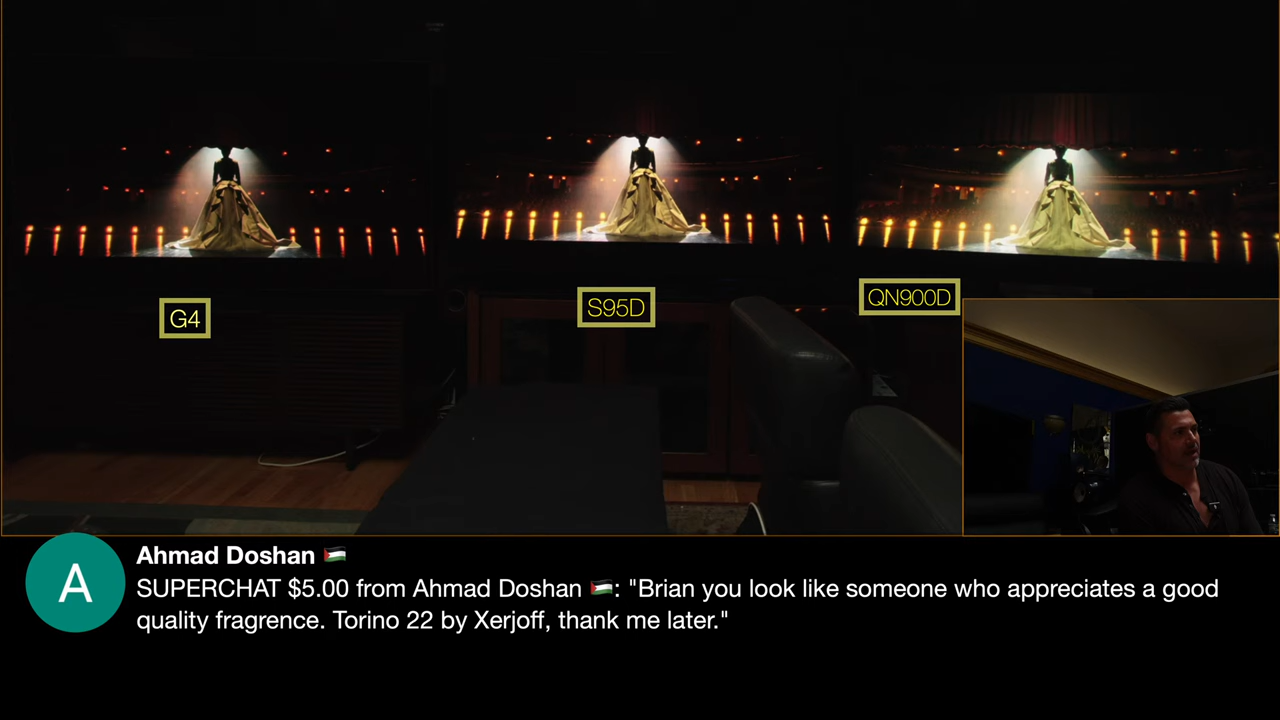 G4
S95D
QN900D
A
Ahmad Doshan 🇵🇸
SUPERCHAT $5.00 from Ahmad Doshan 🇵🇸: "Brian you look like someone who appreciates a good
quality fragrence. Torino 22 by Xerjoff, thank me later."